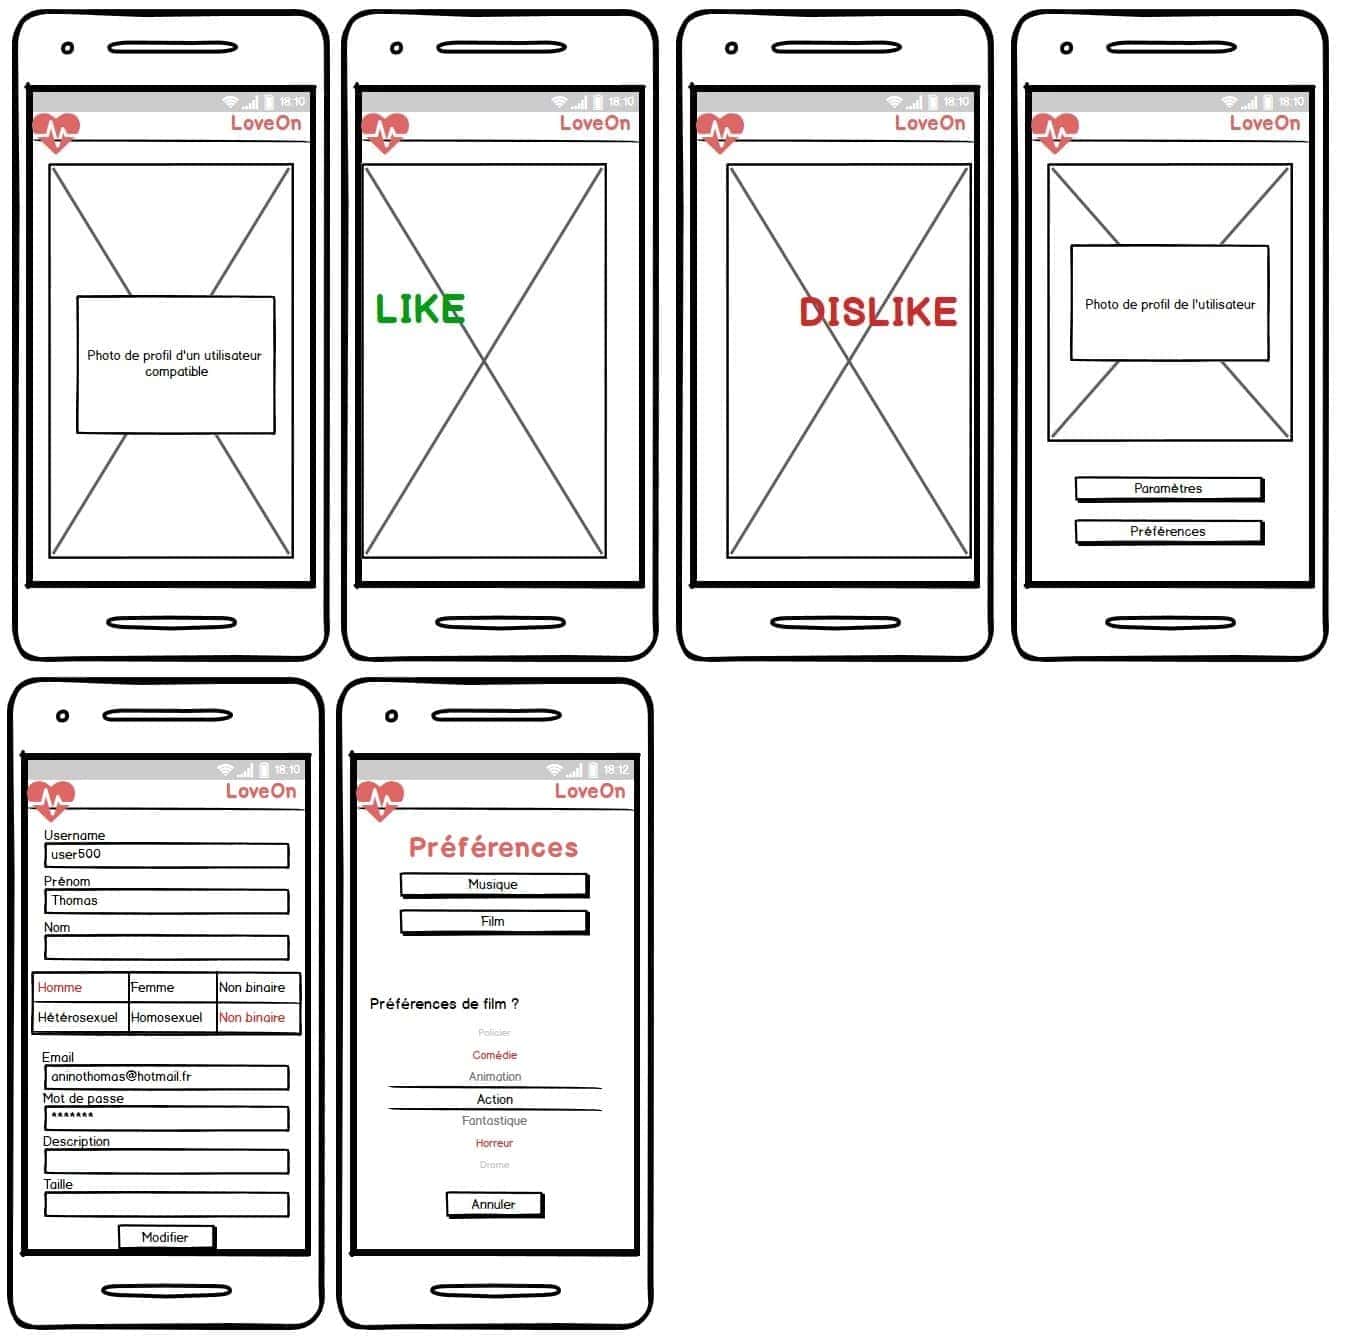 18:10
LoveOn
Photo de profil d'un utilisateur
compatible
18:10
LoveOn
LIKE
18:10
LoveOn
DISLIKE
18:10
LoveOn
Photo de profil de l'utilisateur
Paramètres
Préférences
18:10
LoveOn
Username
user500
Prénom
Thomas
Nom
Homme Femme Non binaire
Hétérosexuel Homosexuel Non binaire
Email
aninothomas@hotmail.fr
Mot de passe
*******
Description
Taille
Modifier
18:12
LoveOn
Préférences
Musique
Film
Préférences de film ?
Policier
Comédie
Animation
Action
Fantastique
Horreur
Drame
Annuler